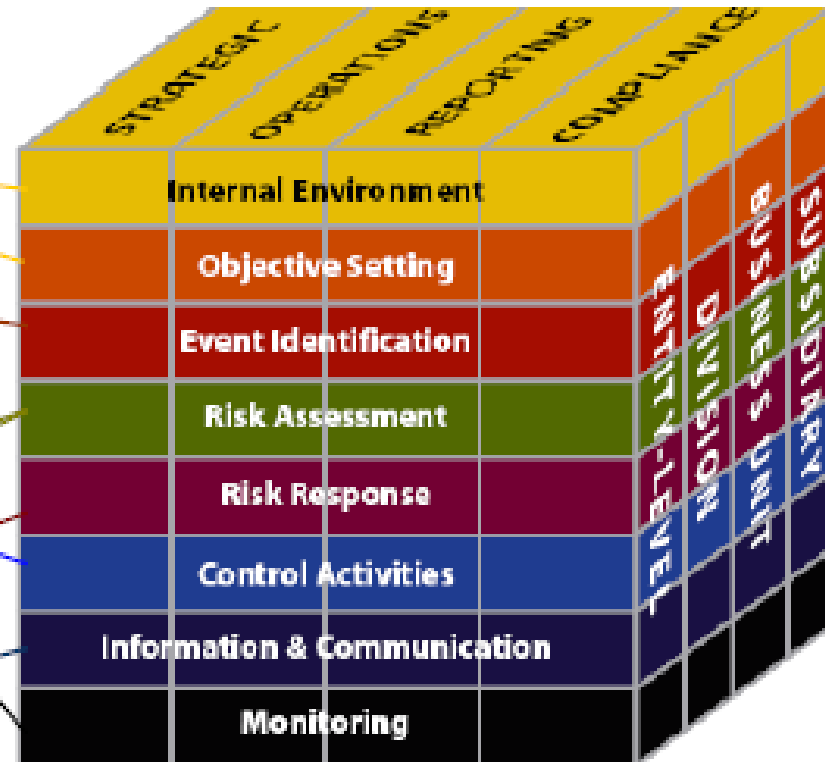 STRATEGIC
OPERATIONS
REPORTING
COMPLIANCE
Internal Environment
Objective Setting
Event Identification
Risk Assessment
Risk Response
Control Activities
Information & Communication
Monitoring
ENTITY-LEVEL
DIVISION
BUSINESS UNIT
SUBSIDIARY